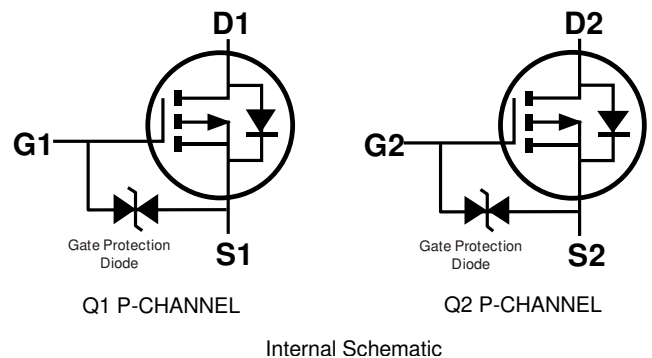 D1
D2
G1
G2
Gate Protection
Diode
S1
Gate Protection
Diode
S2
Q1 P-CHANNEL
Q2 P-CHANNEL
Internal Schematic